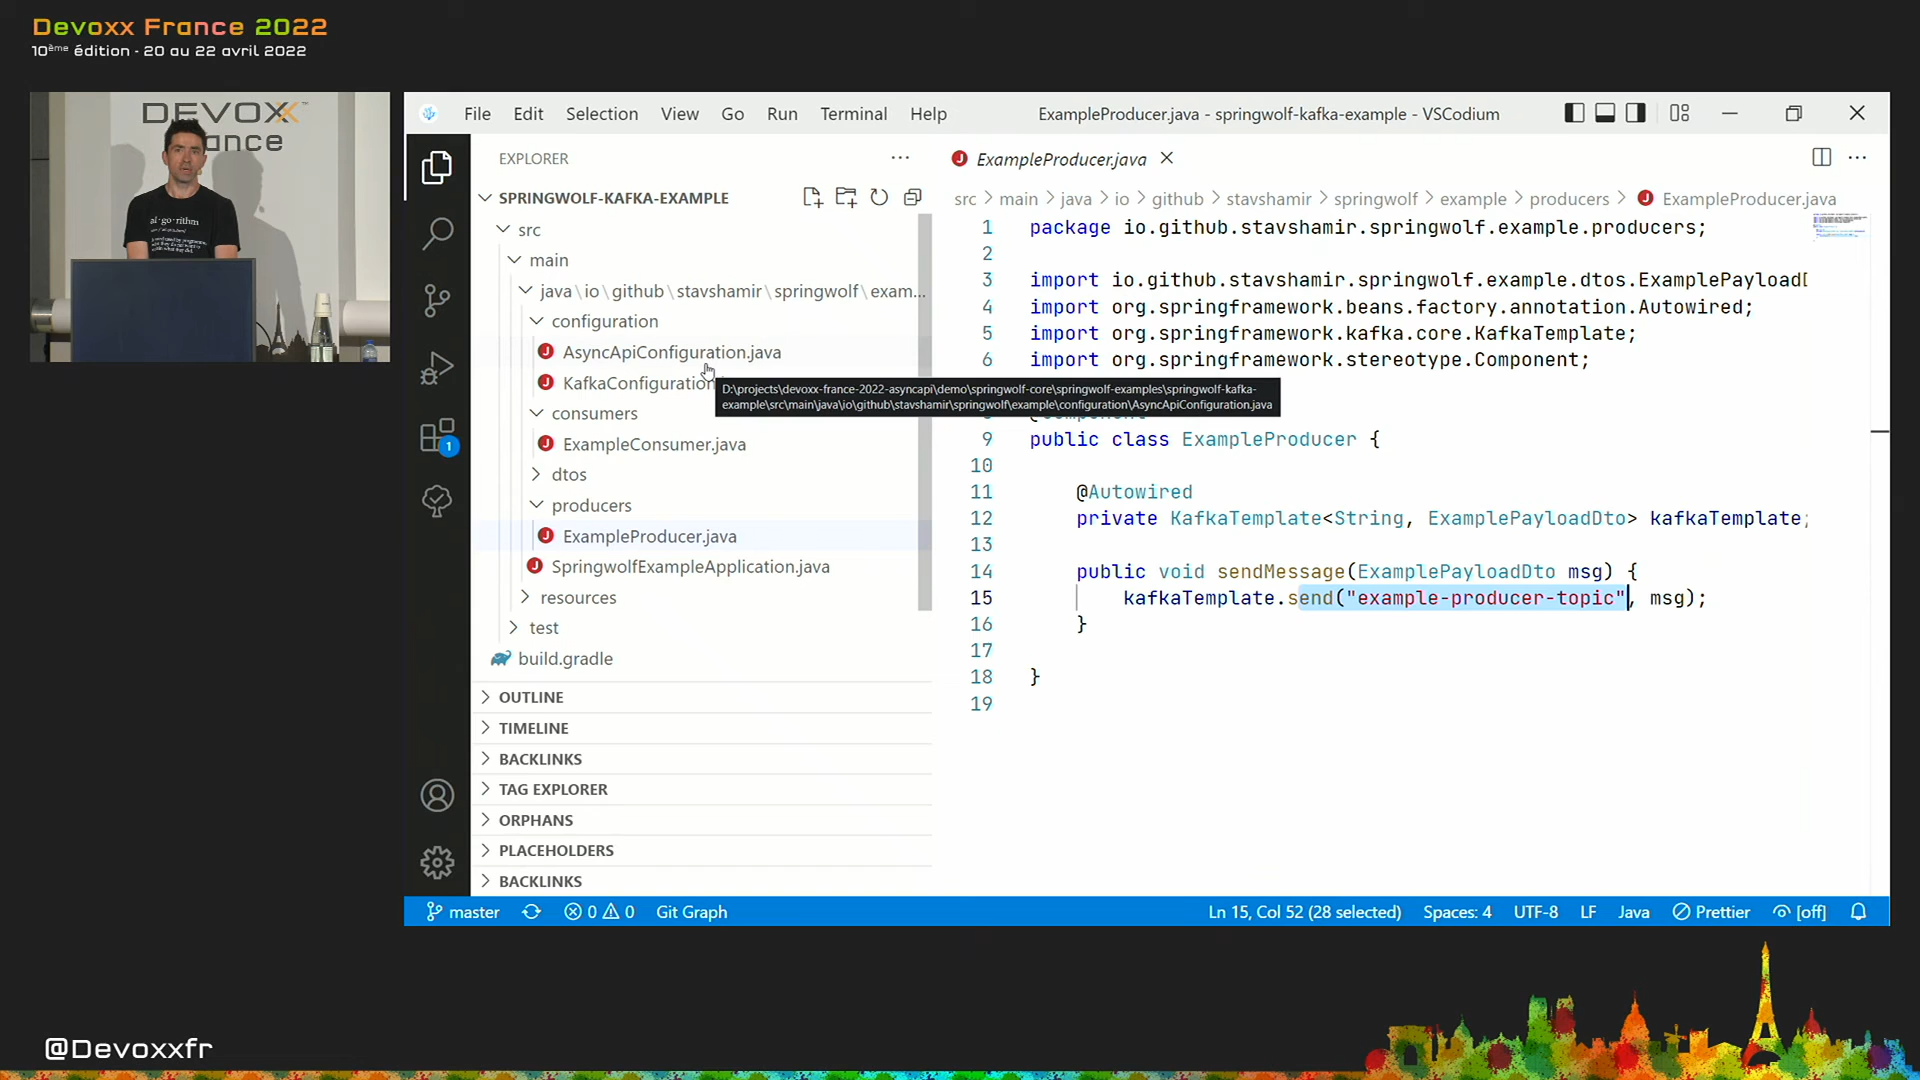 Devoxx France 2022
10ème édition - 20 au 22 avril 2022
DEVOXX™
France
al·go·rithm
File Edit Selection View Go Run Terminal Help
ExampleProducer.java - springwolf-kafka-example - VSCodium
EXPLORER
SPRINGWOLF-KAFKA-EXAMPLE
src
main
java\io\github\stavshamir\springwolf\exam...
configuration
AsyncApiConfiguration.java
KafkaConfiguration
consumers
ExampleConsumer.java
dtos
producers
ExampleProducer.java
SpringwolfExampleApplication.java
resources
test
build.gradle
OUTLINE
TIMELINE
BACKLINKS
TAG EXPLORER
ORPHANS
PLACEHOLDERS
BACKLINKS
1
ExampleProducer.java
src > main > java > io > github > stavshamir > springwolf > example > producers > ExampleProducer.java
1 package io.github.stavshamir.springwolf.example.producers;
2
3 import io.github.stavshamir.springwolf.example.dtos.ExamplePayload
4 import org.springframework.beans.factory.annotation.Autowired;
5 import org.springframework.kafka.core.KafkaTemplate;
6 import org.springframework.stereotype.Component;
D:\projects\devoxx-france-2022-asyncapi\demo\springwolf-core\springwolf-examples\springwolf-kafka-
example\src\main\java\io\github\stavshamir\springwolf\example\configuration\AsyncApiConfiguration.java
9 public class ExampleProducer {
10
11 @Autowired
12 private KafkaTemplate<String, ExamplePayloadDto> kafkaTemplate;
13
14 public void sendMessage(ExamplePayloadDto msg) {
15 kafkaTemplate.send("example-producer-topic", msg);
16 }
17
18 }
19
master 0 0 Git Graph Ln 15, Col 52 (28 selected) Spaces: 4 UTF-8 LF Java Prettier [off]
@Devoxxfr